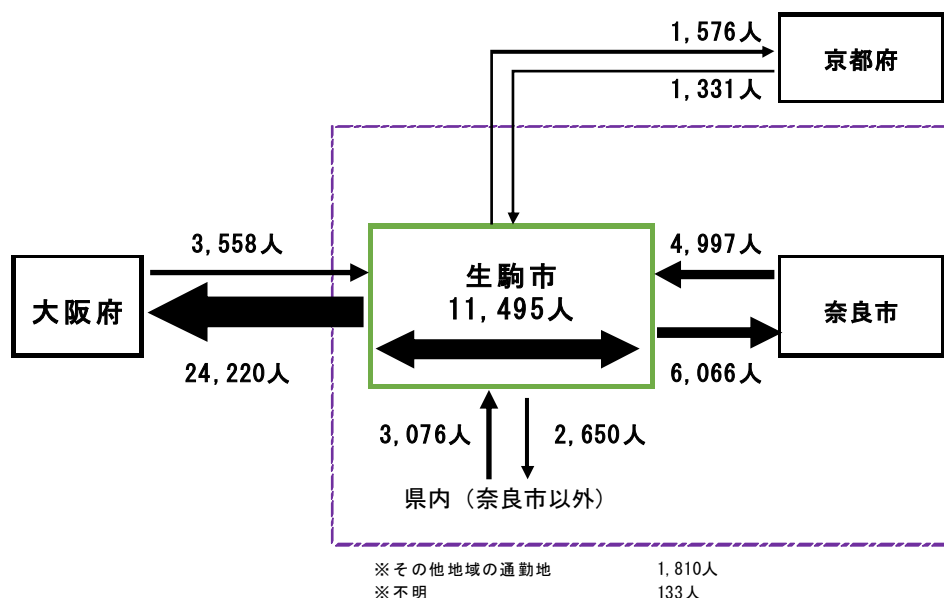 1,576人
京都府
1,331人
3,558人
4,997人
生駒市
11,495人
大阪府
奈良市
24,220人
6,066人
3,076人
2,650人
県内（奈良市以外）
※その他地域の通勤地 1,810人
※不明 133人